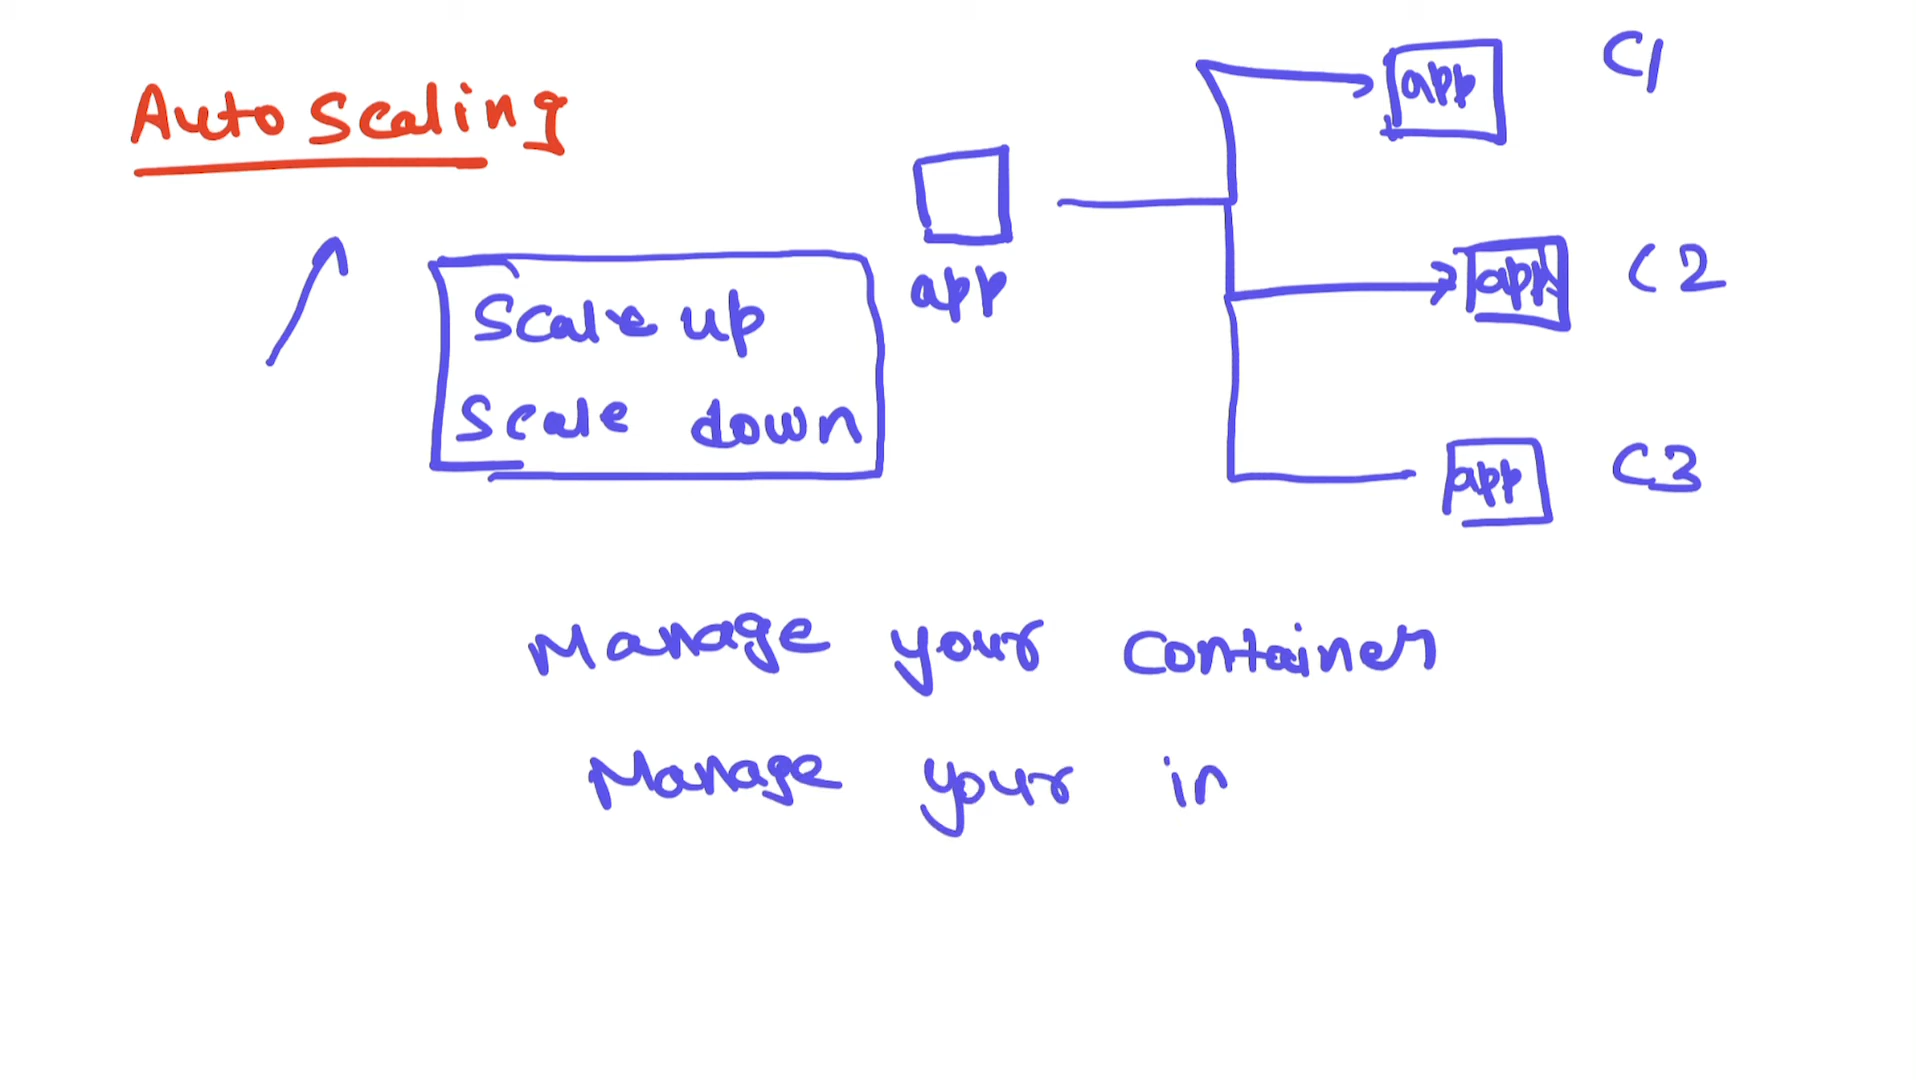 Auto Scaling
Scale up
Scale down
app
app C1
app C2
app C3
Manage your container
Manage your in